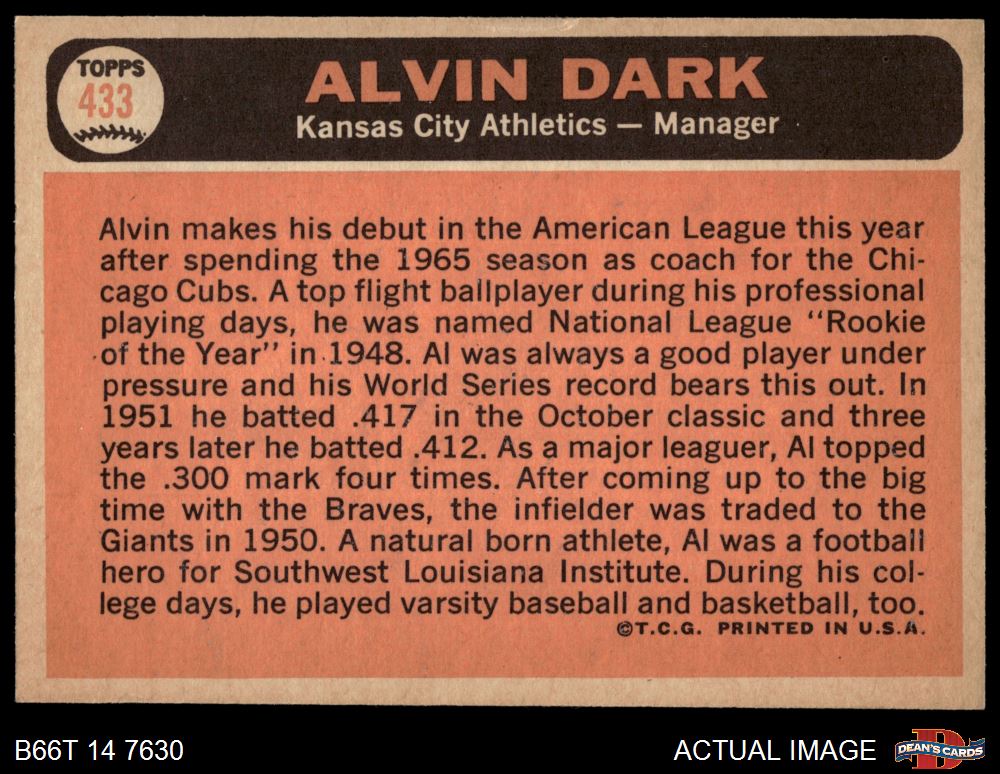 TOPPS
433
ALVIN DARK
Kansas City Athletics — Manager
Alvin makes his debut in the American League this year
after spending the 1965 season as coach for the Chi-
cago Cubs. A top flight ballplayer during his professional
playing days, he was named National League “Rookie
of the Year” in 1948. Al was always a good player under
pressure and his World Series record bears this out. In
1951 he batted .417 in the October classic and three
years later he batted .412. As a major leaguer, Al topped
the .300 mark four times. After coming up to the big
time with the Braves, the infielder was traded to the
Giants in 1950. A natural born athlete, Al was a football
hero for Southwest Louisiana Institute. During his col-
lege days, he played varsity baseball and basketball, too.
©T.C.G. PRINTED IN U.S.A.
B66T 14 7630
ACTUAL IMAGE
DEAN'S CARDS